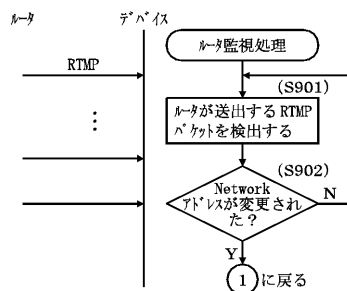 ルータ
デバイス
ルータ監視処理
RTMP
(S901)
ルータが送出するRTMP
パケットを検出する
(S902)
Network
アドレスが変更され
た?
N
Y
1 に戻る